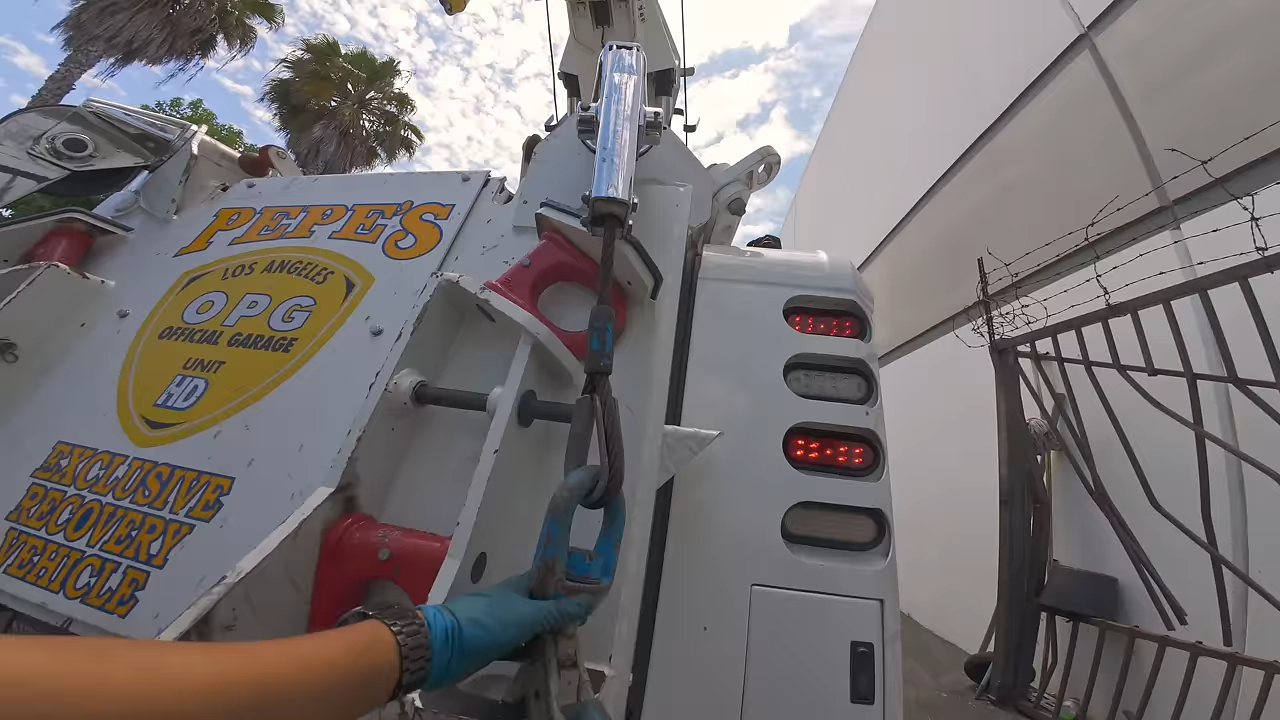 PEPE'S
LOS ANGELES
OPG
OFFICIAL GARAGE
UNIT
HD
EXCLUSIVE
RECOVERY
VEHICLE